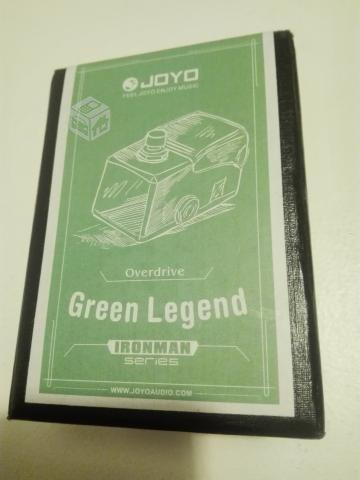 JOYO
FEEL JOYO ENJOY MUSIC
Overdrive
Green Legend
IRONMAN
series
WWW.JOYOAUDIO.COM